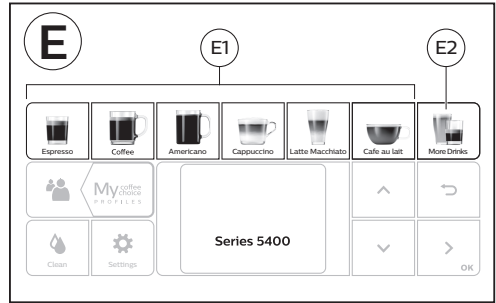 E
E1
E2
Espresso
Coffee
Americano
Cappuccino
Latte Macchiato
Cafe au lait
More Drinks
My coffee choice
PROFILES
Series 5400
Clean
Settings
OK